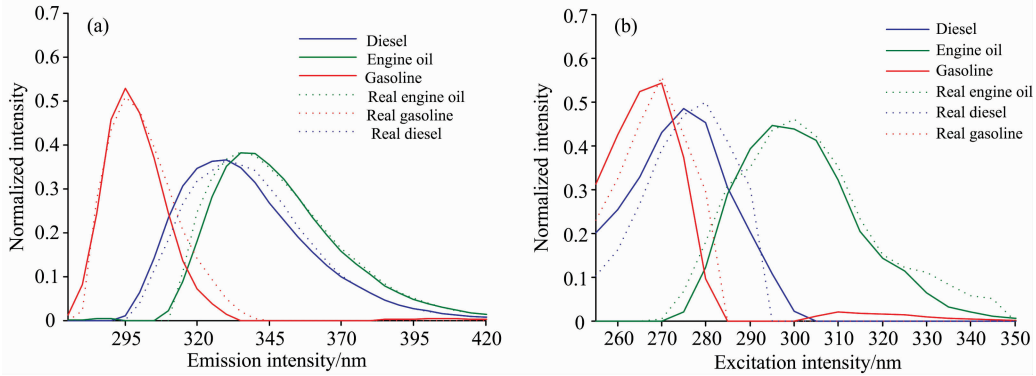 (a)
Normalized intensity
0.7
0.6
0.5
0.4
0.3
0.2
0.1
0
Diesel
Engine oil
Gasoline
Real engine oil
Real gasoline
Real diesel
295 320 345 370 395 420
Emission intensity/nm
(b)
Normalized intensity
0.7
0.6
0.5
0.4
0.3
0.2
0.1
0
Diesel
Engine oil
Gasoline
Real engine oil
Real diesel
Real gasoline
260 270 280 290 300 310 320 330 340 350
Excitation intensity/nm